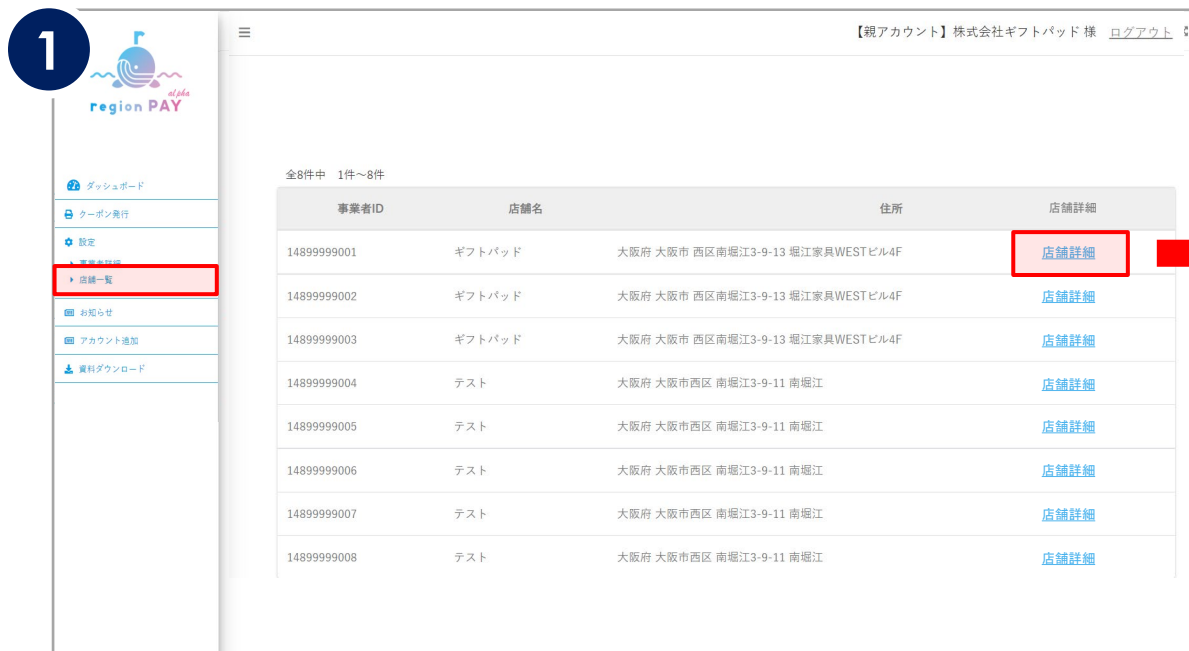 1
【親アカウント】株式会社ギフトパッド 様 ログアウト
alpha
region PAY
ダッシュボード
クーポン発行
設定
事業者詳細
店舗一覧
お知らせ
アカウント追加
資料ダウンロード
全8件中 1件～8件
事業者ID 店舗名 住所 店舗詳細
14899999001 ギフトパッド 大阪府 大阪市 西区南堀江3-9-13 堀江家具WESTビル4F 店舗詳細
14899999002 ギフトパッド 大阪府 大阪市 西区南堀江3-9-13 堀江家具WESTビル4F 店舗詳細
14899999003 ギフトパッド 大阪府 大阪市 西区南堀江3-9-13 堀江家具WESTビル4F 店舗詳細
14899999004 テスト 大阪府 大阪市西区 南堀江3-9-11 南堀江 店舗詳細
14899999005 テスト 大阪府 大阪市西区 南堀江3-9-11 南堀江 店舗詳細
14899999006 テスト 大阪府 大阪市西区 南堀江3-9-11 南堀江 店舗詳細
14899999007 テスト 大阪府 大阪市西区 南堀江3-9-11 南堀江 店舗詳細
14899999008 テスト 大阪府 大阪市西区 南堀江3-9-11 南堀江 店舗詳細